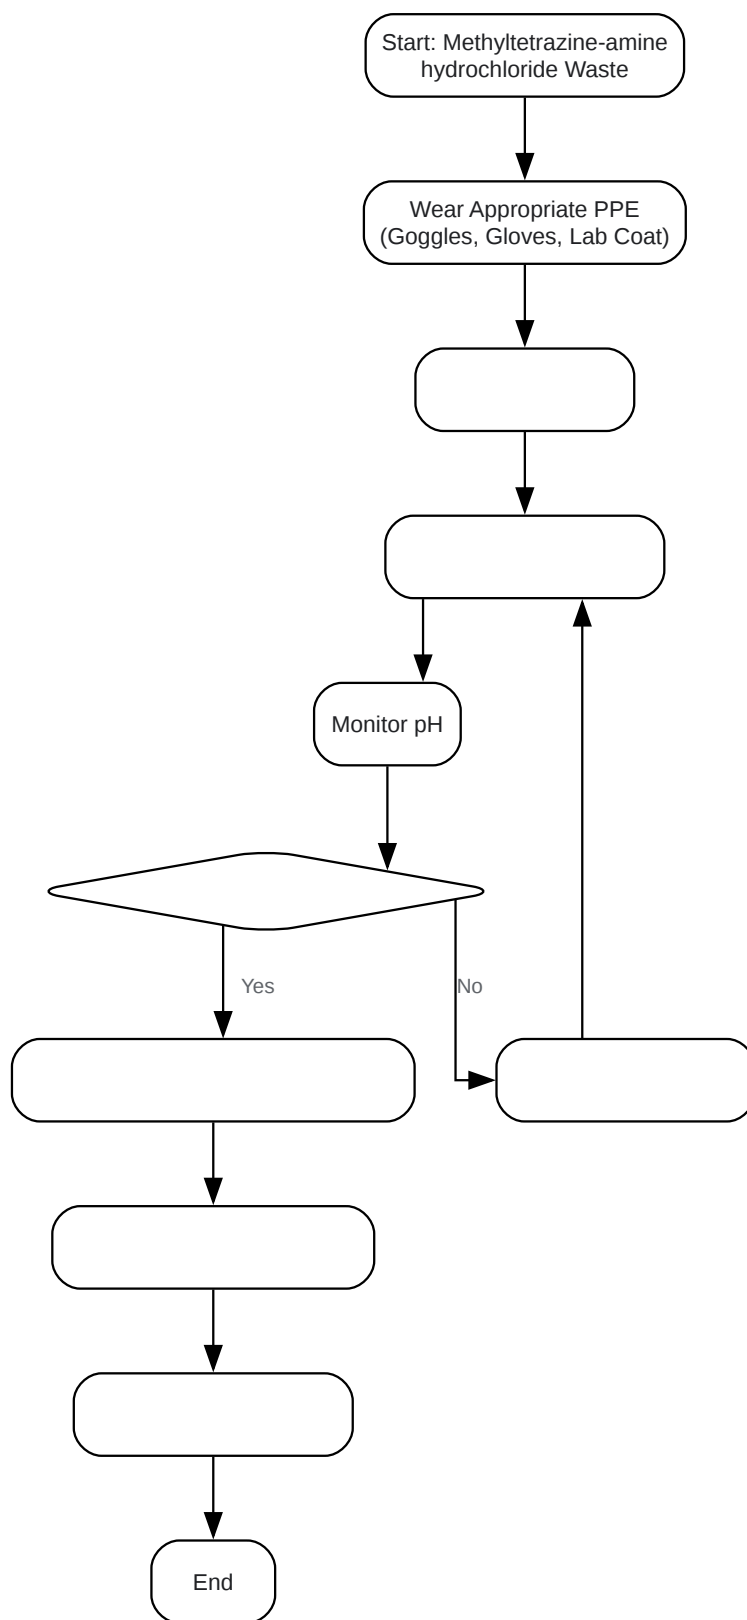 Start: Methyltetrazine-amine
hydrochloride Waste
Wear Appropriate PPE
(Goggles, Gloves, Lab Coat)
Monitor pH
Yes
No
End